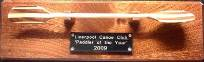 Liverpool Canoe Club
'Paddler of the Year'
2009